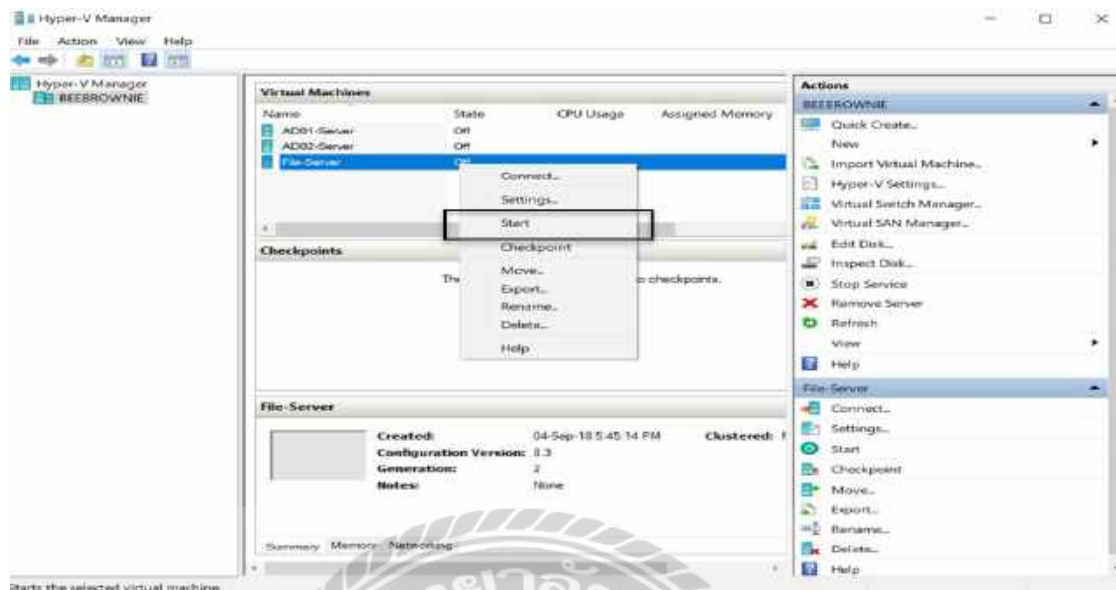 Hyper-V Manager
File Action View Help
Hyper-V Manager
BEEBROWNIE
Virtual Machines
Name State CPU Usage Assigned Memory
AD01-Server Off
AD02-Server Off
File-Server Off
Connect...
Settings...
Start
Checkpoint
Move...
Export...
Rename...
Delete...
Help
Checkpoints
The checkpoints.
File-Server
Created: 04-Sep-18 5:45:14 PM Clustered:
Configuration Version: 8.3
Generation: 2
Notes: None
Summary Memory Networking
Actions
BEEBROWNIE
Quick Create...
New
Import Virtual Machine...
Hyper-V Settings...
Virtual Switch Manager...
Virtual SAN Manager...
Edit Disk...
Inspect Disk...
Stop Service
Remove Server
Refresh
View
Help
File-Server
Connect...
Settings...
Start
Checkpoint
Move...
Export...
Rename...
Delete...
Help
Starts the selected virtual machine.